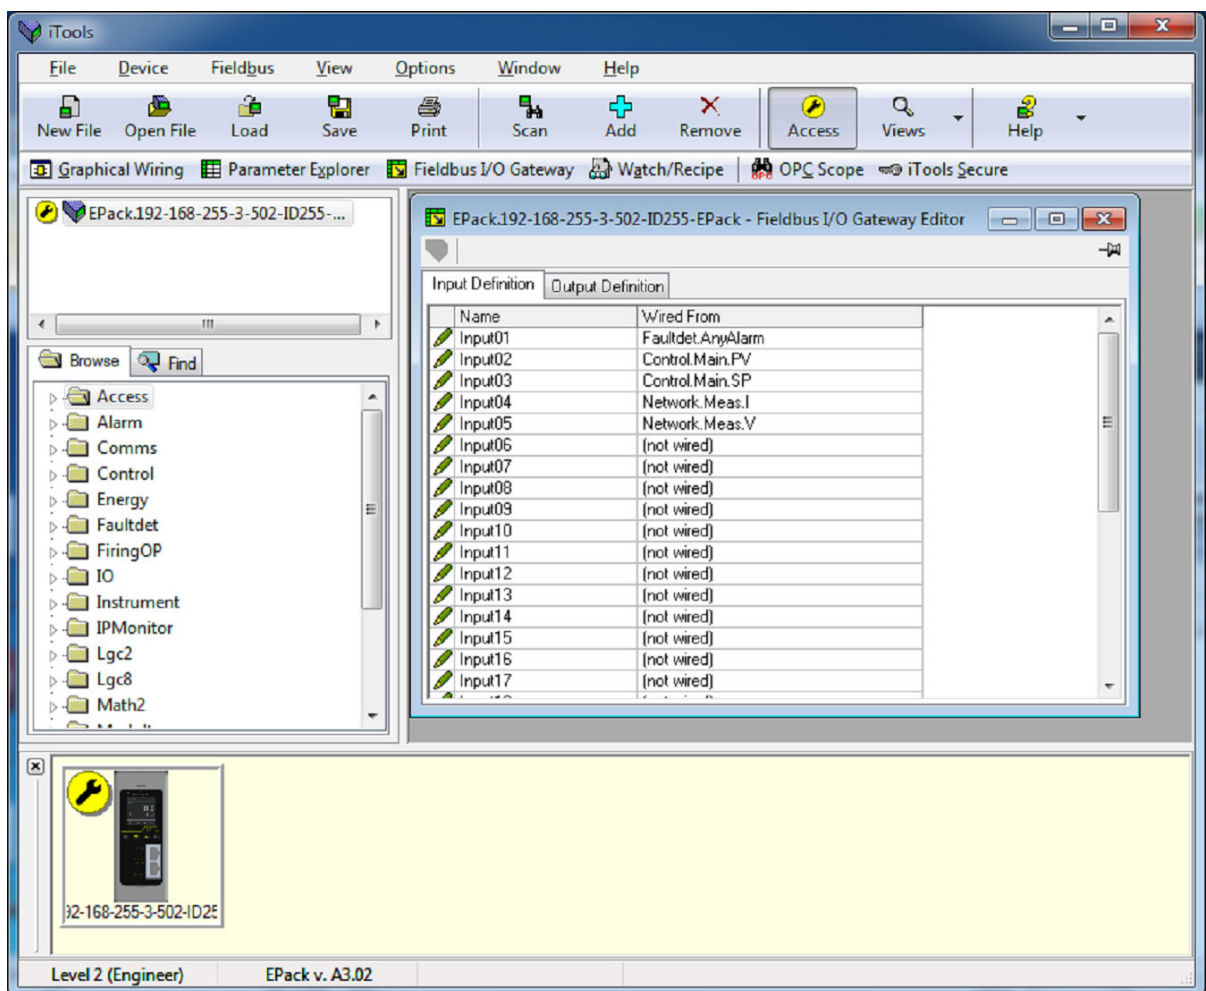 iTools
File Device Fieldbus View Options Window Help
New File Open File Load Save Print Scan Add Remove Access Views Help
Graphical Wiring Parameter Explorer Fieldbus I/O Gateway Watch/Recipe OPC Scope iTools Secure
EPack.192-168-255-3-502-ID255-...
EPack.192-168-255-3-502-ID255-EPack - Fieldbus I/O Gateway Editor
Input Definition Output Definition
Name Wired From
Input01 Faultdet.AnyAlarm
Input02 Control.Main.PV
Input03 Control.Main.SP
Input04 Network.Meas.I
Input05 Network.Meas.V
Input06 (not wired)
Input07 (not wired)
Input08 (not wired)
Input09 (not wired)
Input10 (not wired)
Input11 (not wired)
Input12 (not wired)
Input13 (not wired)
Input14 (not wired)
Input15 (not wired)
Input16 (not wired)
Input17 (not wired)
Browse Find
Access
Alarm
Comms
Control
Energy
Faultdet
FiringOP
IO
Instrument
IPMonitor
Lgc2
Lgc8
Math2
92-168-255-3-502-ID25
Level 2 (Engineer) EPack v. A3.02